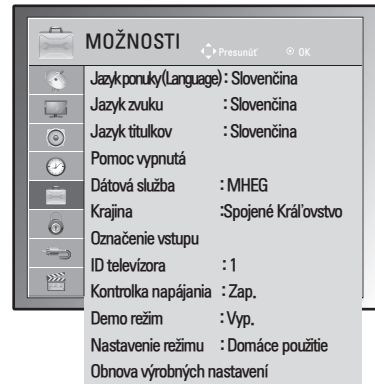 MOŽNOSTI
Presunúť OK
Jazyk ponuky (Language) : Slovenčina
Jazyk zvuku : Slovenčina
Jazyk titulkov : Slovenčina
Pomoc vypnutá
Dátová služba : MHEG
Krajina :Spojené Kráľovstvo
Označenie vstupu
ID televízora : 1
Kontrolka napájania : Zap.
Demo režim : Vyp.
Nastavenie režimu : Domáce použitie
Obnova výrobných nastavení